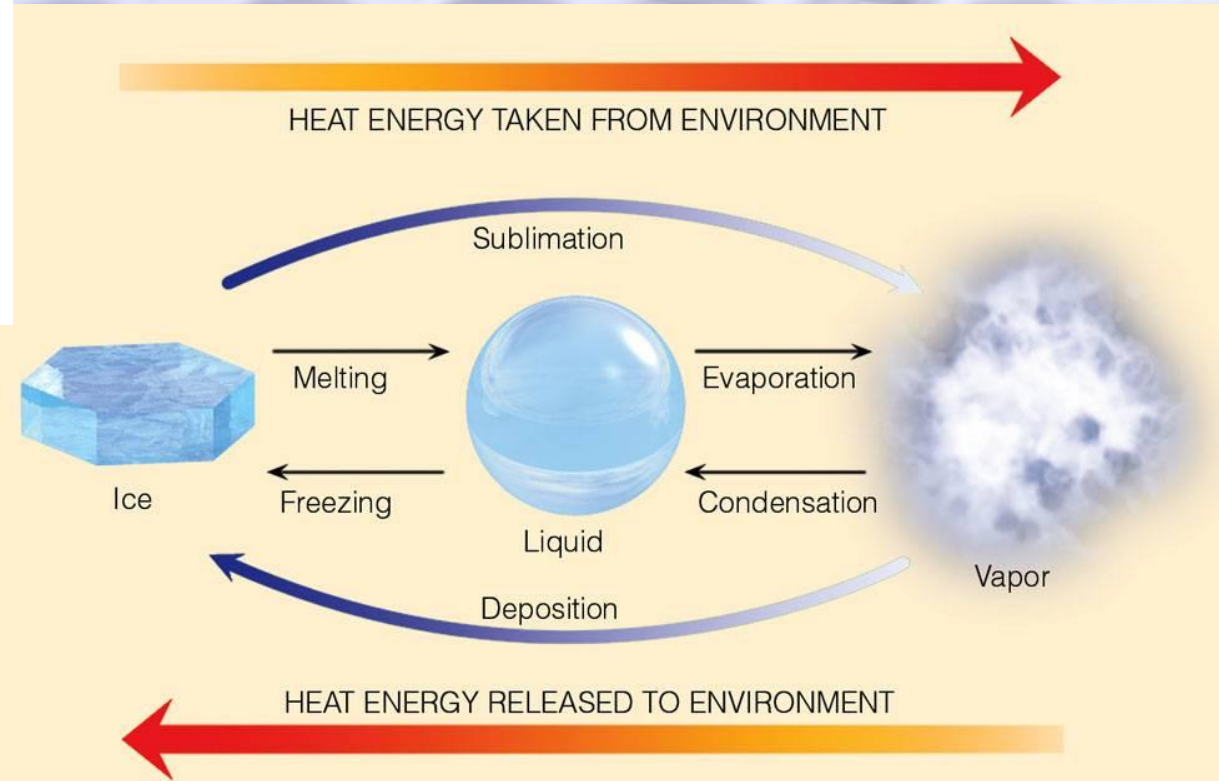 HEAT ENERGY TAKEN FROM ENVIRONMENT
Sublimation
Melting
Evaporation
Ice
Freezing
Condensation
Liquid
Vapor
Deposition
HEAT ENERGY RELEASED TO ENVIRONMENT